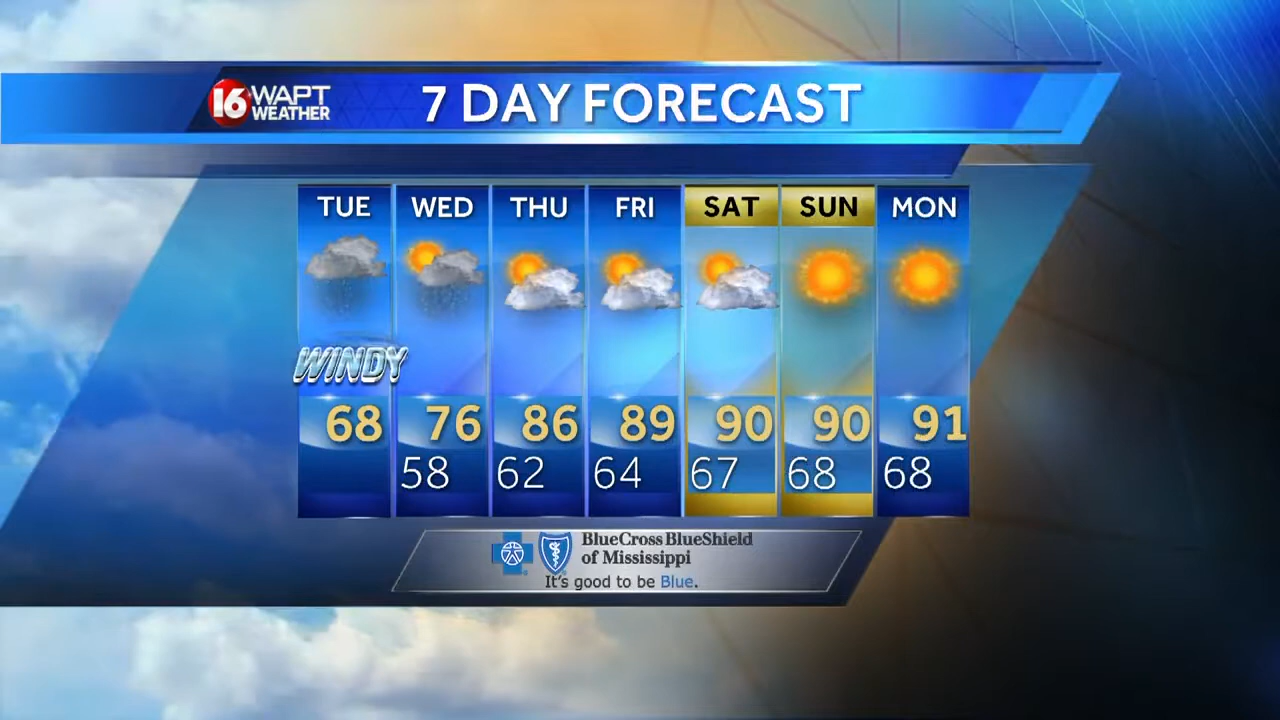 16 WAPT WEATHER
7 DAY FORECAST
TUE WED THU FRI SAT SUN MON
WINDY
68 76 86 89 90 90 91
58 62 64 67 68 68
BlueCross BlueShield
of Mississippi
It's good to be Blue.